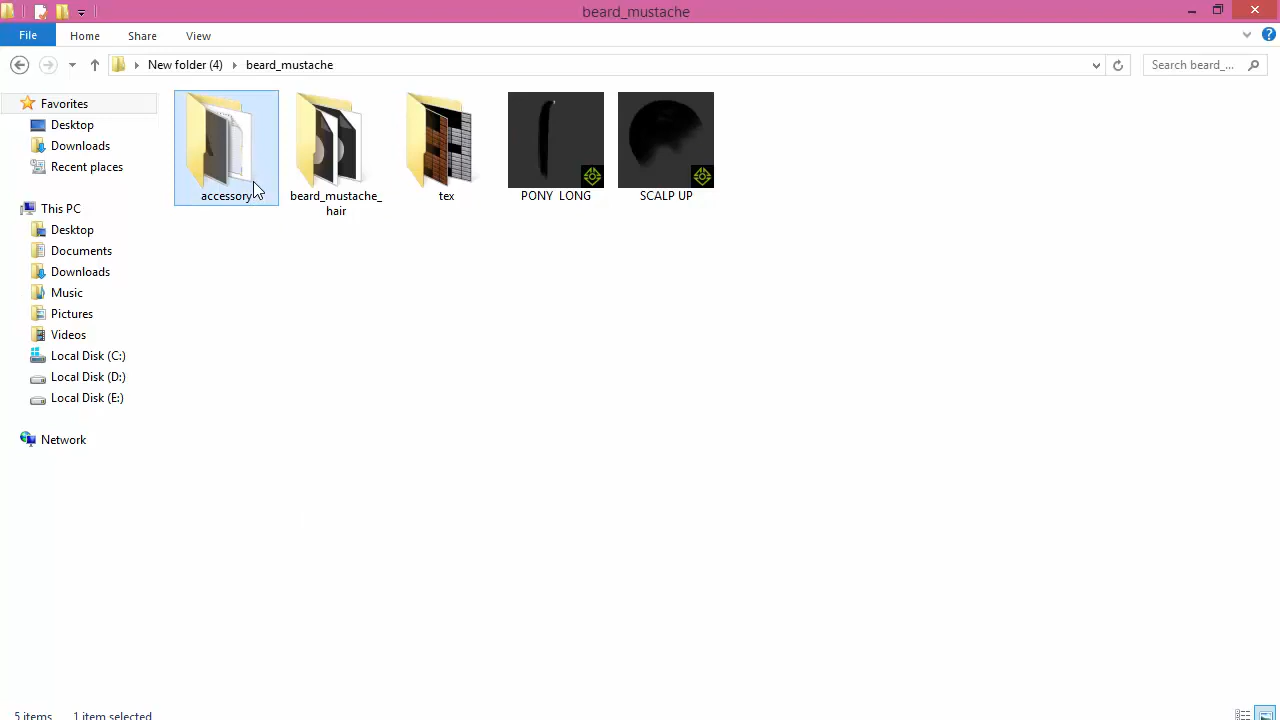 beard_mustache
File Home Share View
New folder (4) beard_mustache
Search beard_...
Favorites
Desktop
Downloads
Recent places
This PC
Desktop
Documents
Downloads
Music
Pictures
Videos
Local Disk (C:)
Local Disk (D:)
Local Disk (E:)
Network
accessory
beard_mustache_
hair
tex
PONY LONG
SCALP UP
5 items 1 item selected